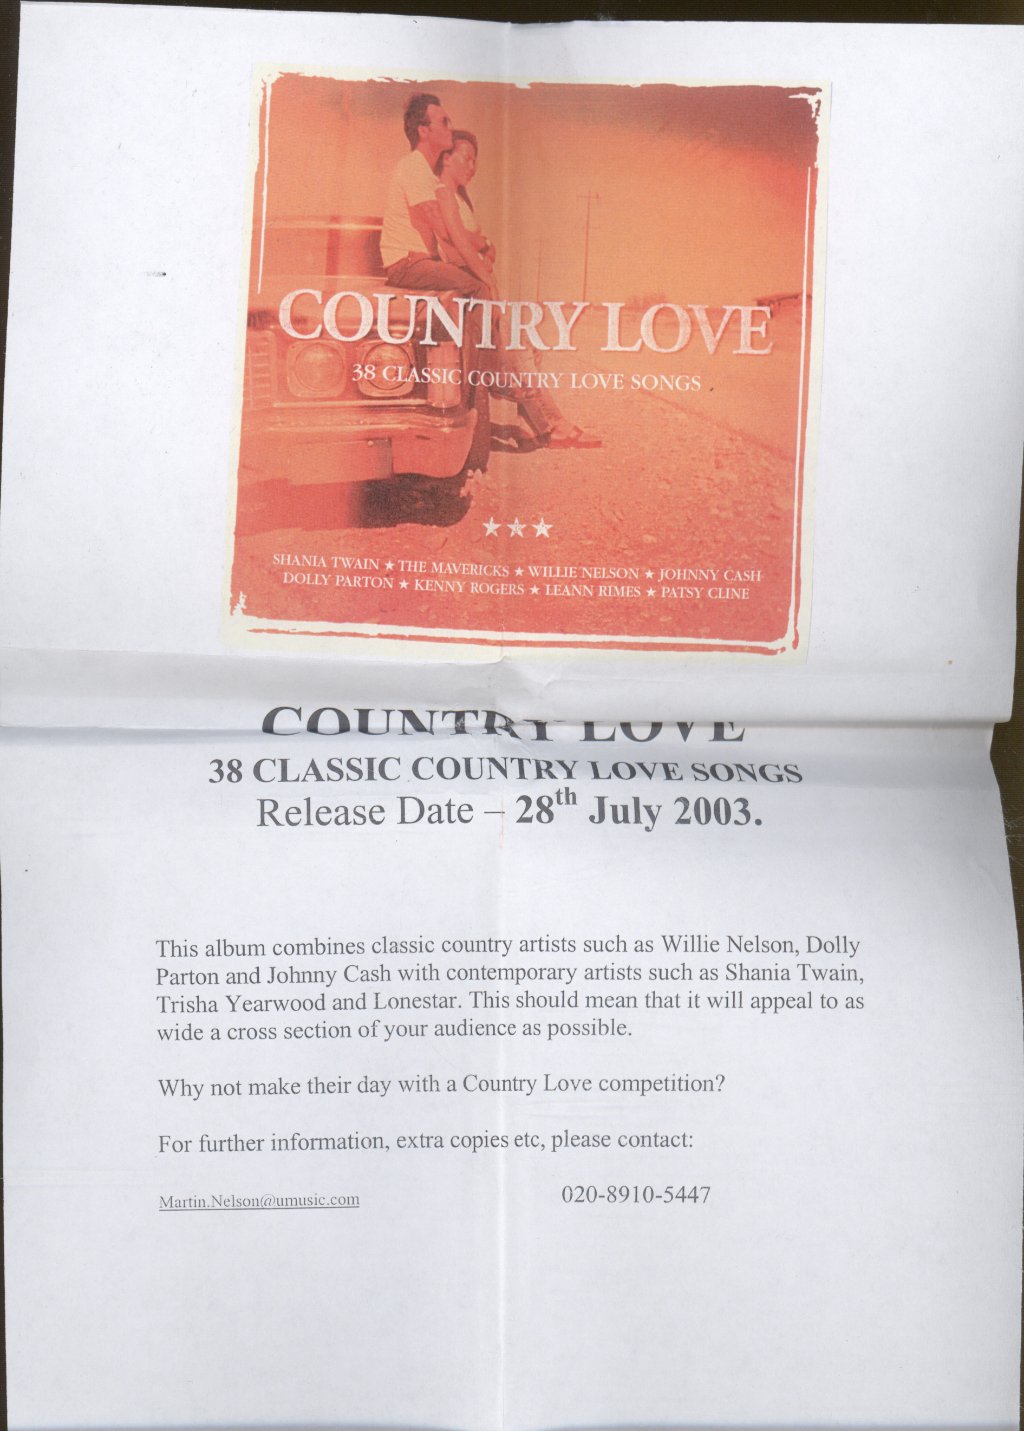 COUNTRY LOVE
38 CLASSIC COUNTRY LOVE SONGS
SHANIA TWAIN ★ THE MAVERICKS ★ WILLIE NELSON ★ JOHNNY CASH
DOLLY PARTON ★ KENNY ROGERS ★ LEANN RIMES ★ PATSY CLINE
COUNTRY LOVE
38 CLASSIC COUNTRY LOVE SONGS
Release Date – 28th July 2003.
This album combines classic country artists such as Willie Nelson, Dolly
Parton and Johnny Cash with contemporary artists such as Shania Twain,
Trisha Yearwood and Lonestar. This should mean that it will appeal to as
wide a cross section of your audience as possible.
Why not make their day with a Country Love competition?
For further information, extra copies etc, please contact:
Martin.Nelson@umusic.com 020-8910-5447